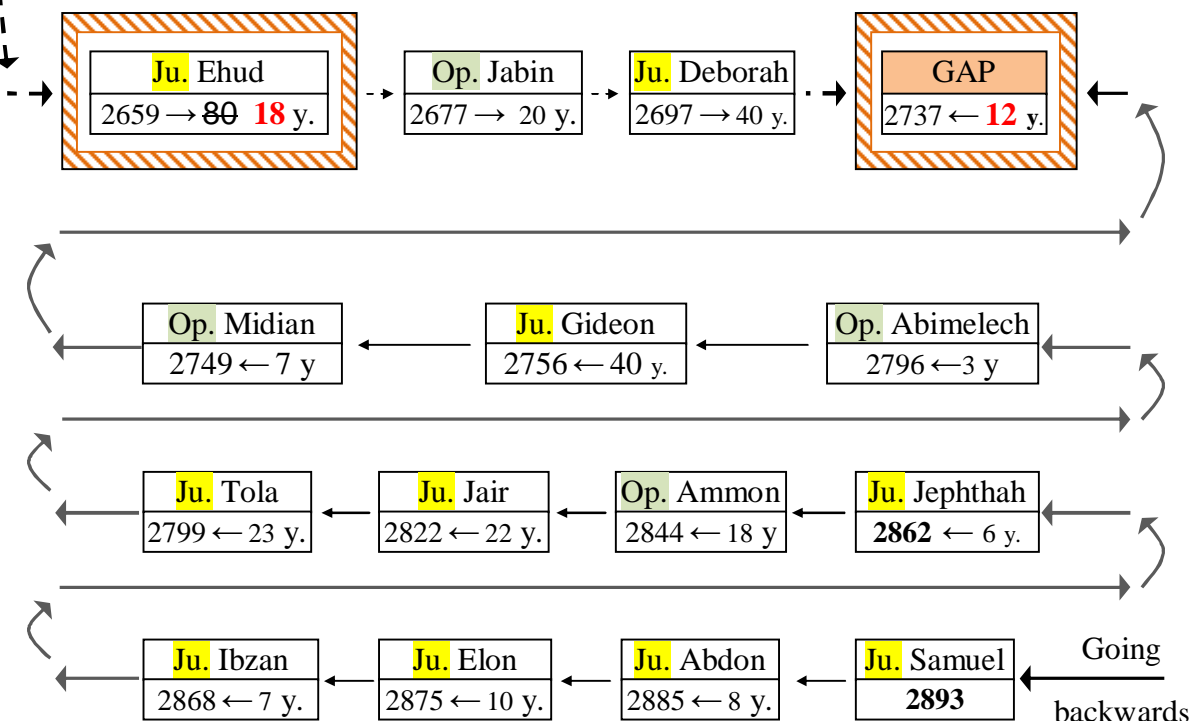 Ju. Ehud
2659 → 80 18 y.
Op. Jabin
2677 → 20 y.
Ju. Deborah
2697 → 40 y.
GAP
2737 ← 12 y.
Op. Midian
2749 ← 7 y
Ju. Gideon
2756 ← 40 y.
Op. Abimelech
2796 ← 3 y
Ju. Tola
2799 ← 23 y.
Ju. Jair
2822 ← 22 y.
Op. Ammon
2844 ← 18 y
Ju. Jephthah
2862 ← 6 y.
Ju. Ibzan
2868 ← 7 y.
Ju. Elon
2875 ← 10 y.
Ju. Abdon
2885 ← 8 y.
Ju. Samuel
2893
Going
backwards